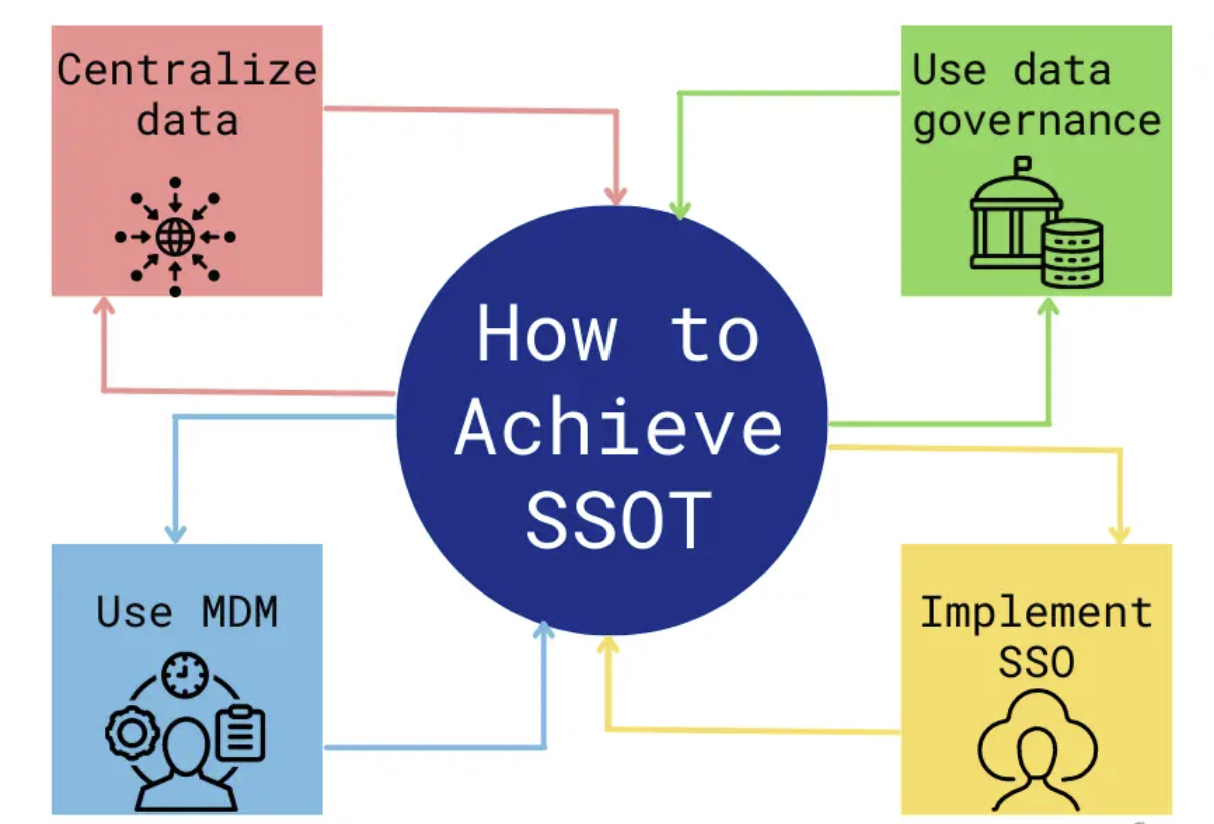 Centralize
data
Use data
governance
How to
Achieve
SSOT
Use MDM
Implement
SSO